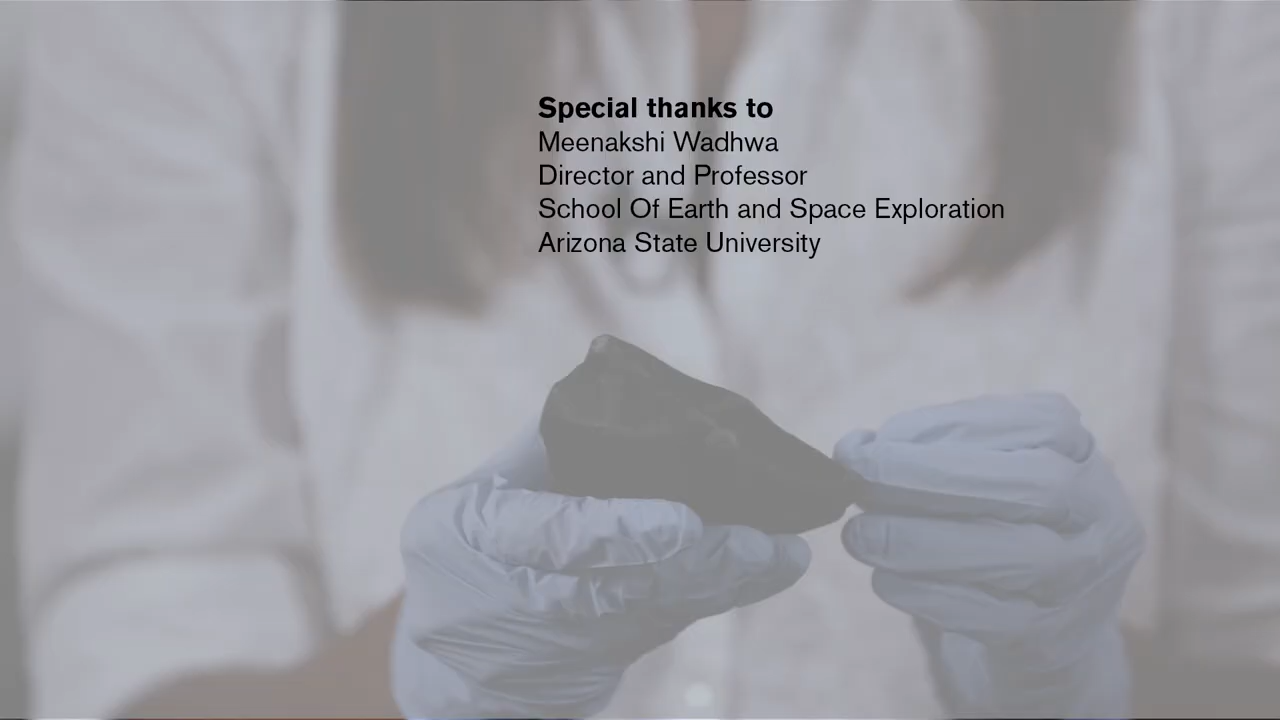 Special thanks to
Meenakshi Wadhwa
Director and Professor
School Of Earth and Space Exploration
Arizona State University